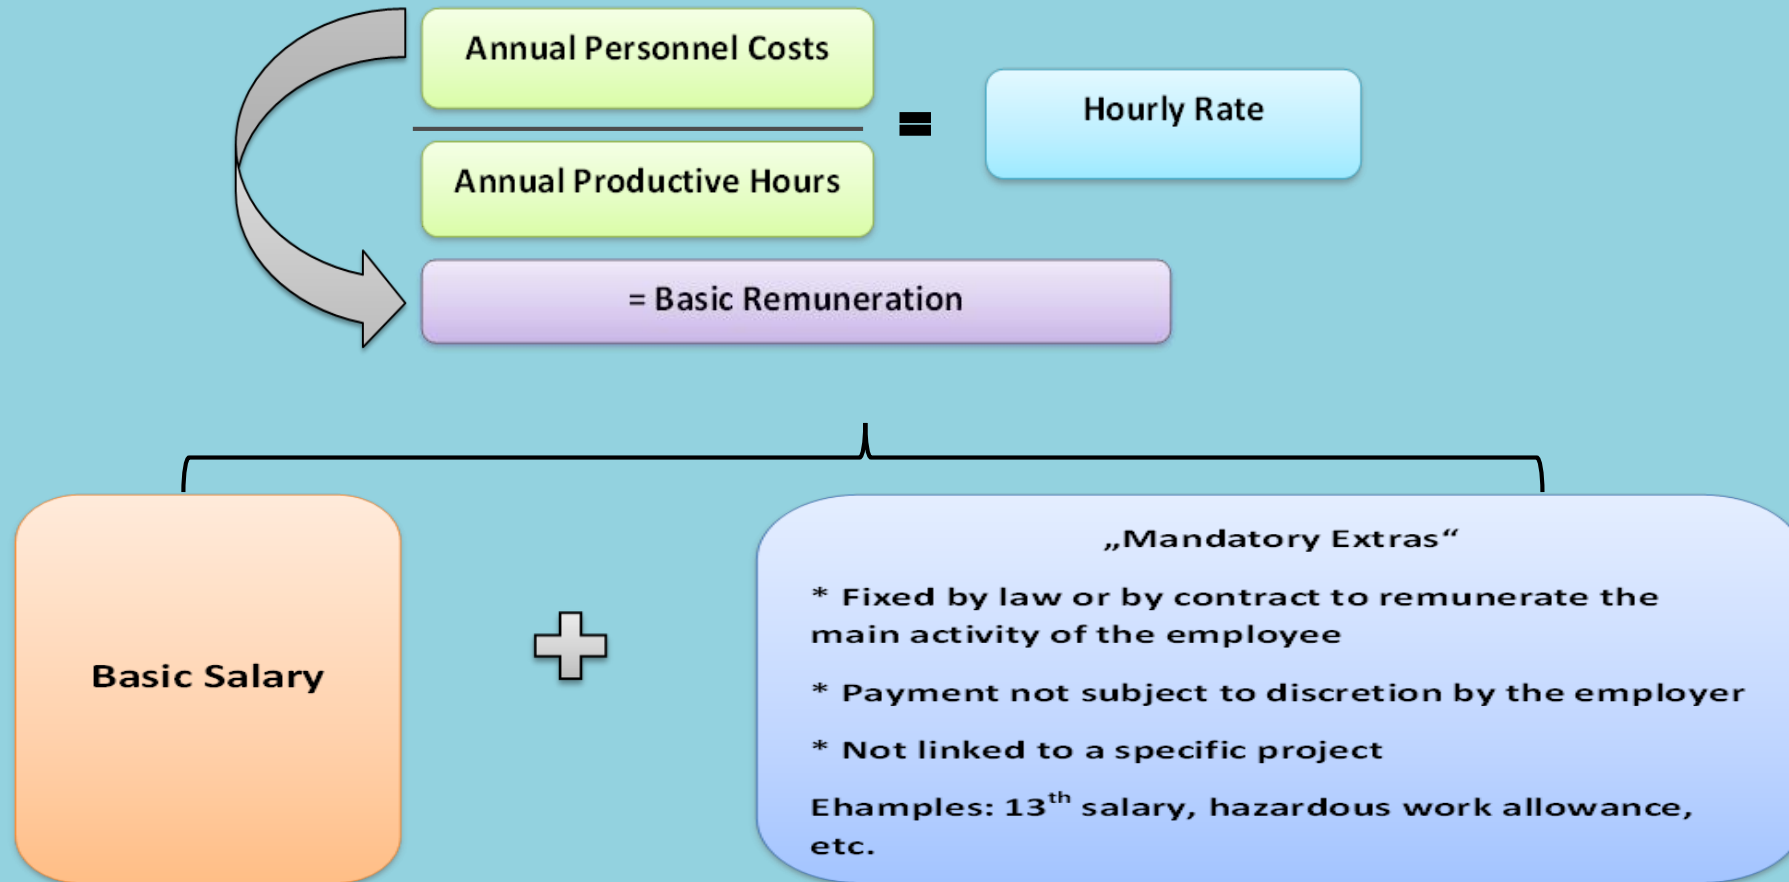 Annual Personnel Costs
=
Hourly Rate
Annual Productive Hours
= Basic Remuneration
Basic Salary
„Mandatory Extras“
* Fixed by law or by contract to remunerate the
main activity of the employee
* Payment not subject to discretion by the employer
* Not linked to a specific project
Ehamples: 13th salary, hazardous work allowance,
etc.